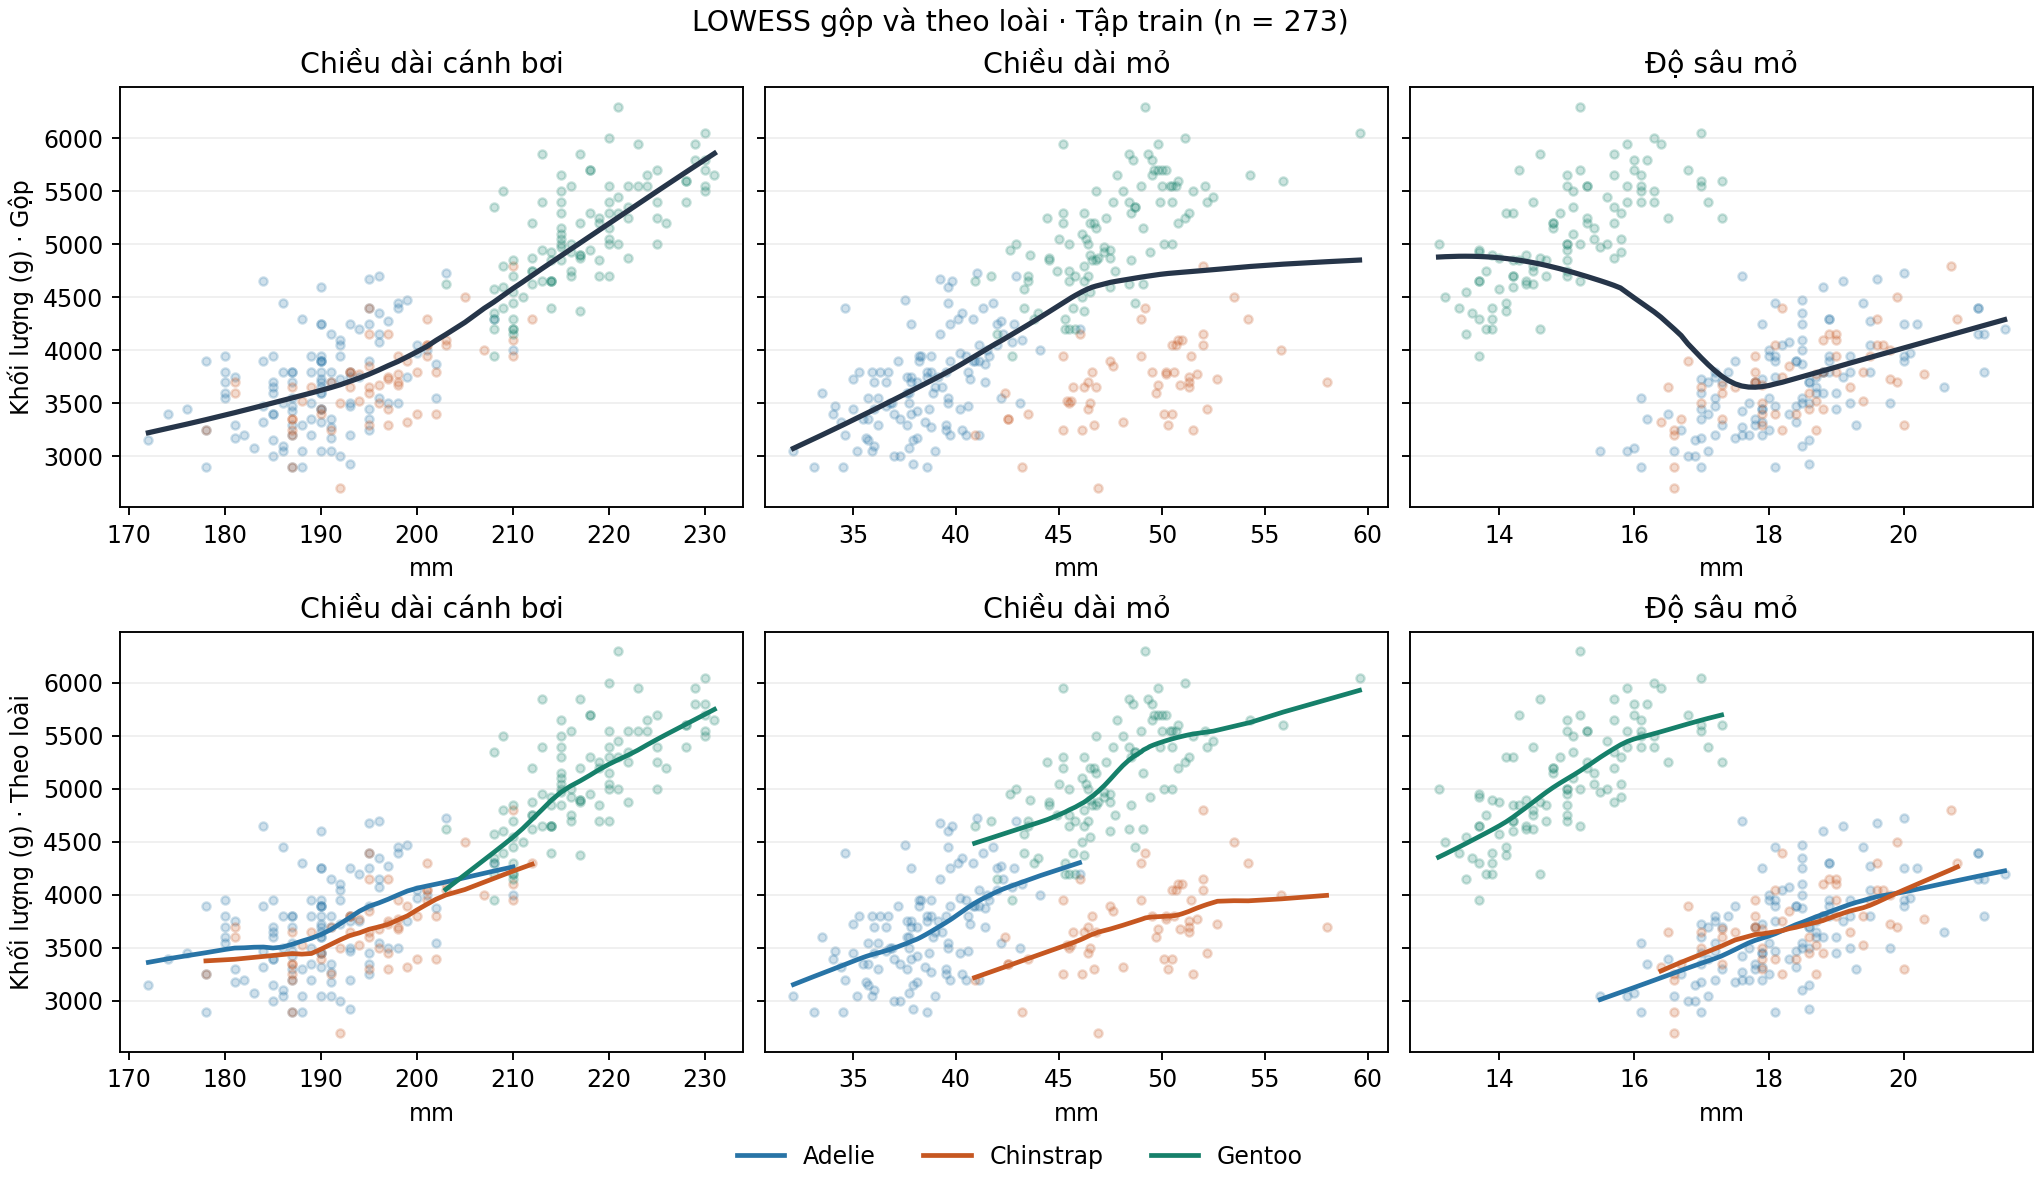 LOWESS gộp và theo loài · Tập train (n = 273)
Chiều dài cánh bơi
Chiều dài mỏ
Độ sâu mỏ
Khối lượng (g) · Gộp
6000
5500
5000
4500
4000
3500
3000
170 180 190 200 210 220 230
35 40 45 50 55 60
14 16 18 20
mm
mm
mm
Chiều dài cánh bơi
Chiều dài mỏ
Độ sâu mỏ
Khối lượng (g) · Theo loài
6000
5500
5000
4500
4000
3500
3000
170 180 190 200 210 220 230
35 40 45 50 55 60
14 16 18 20
mm
mm
mm
Adelie
Chinstrap
Gentoo